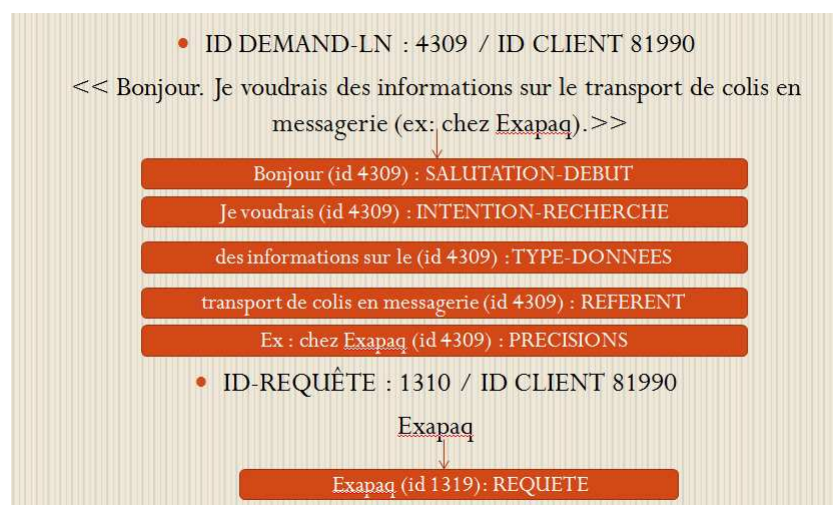 • ID DEMAND-LN : 4309 / ID CLIENT 81990
<< Bonjour. Je voudrais des informations sur le transport de colis en
messagerie (ex: chez Exapaq).>>
Bonjour (id 4309) : SALUTATION-DEBUT
Je voudrais (id 4309) : INTENTION-RECHERCHE
des informations sur le (id 4309) :TYPE-DONNEES
transport de colis en messagerie (id 4309) : REFERENT
Ex : chez Exapaq (id 4309) : PRECISIONS
• ID-REQUÊTE : 1310 / ID CLIENT 81990
Exapaq
Exapaq (id 1319): REQUETE